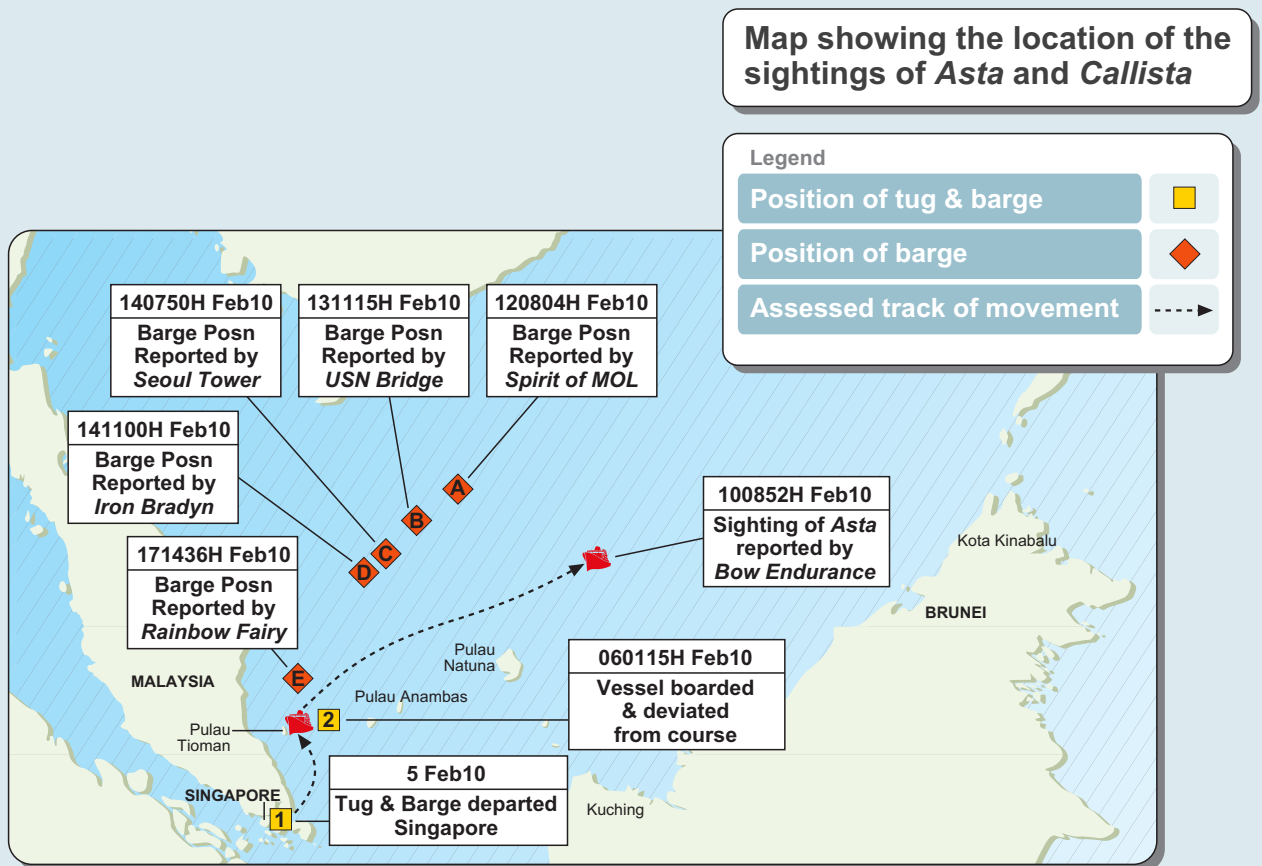 Map showing the location of the
sightings of Asta and Callista
Legend
Position of tug & barge
Position of barge
Assessed track of movement
140750H Feb10
Barge Posn
Reported by
Seoul Tower
131115H Feb10
Barge Posn
Reported by
USN Bridge
120804H Feb10
Barge Posn
Reported by
Spirit of MOL
141100H Feb10
Barge Posn
Reported by
Iron Bradyn
171436H Feb10
Barge Posn
Reported by
Rainbow Fairy
A
B
C
D
E
100852H Feb10
Sighting of Asta
reported by
Bow Endurance
Kota Kinabalu
BRUNEI
MALAYSIA
Pulau
Natuna
Pulau Anambas
Pulau
Tioman
2
060115H Feb10
Vessel boarded
& deviated
from course
SINGAPORE
1
5 Feb10
Tug & Barge departed
Singapore
Kuching